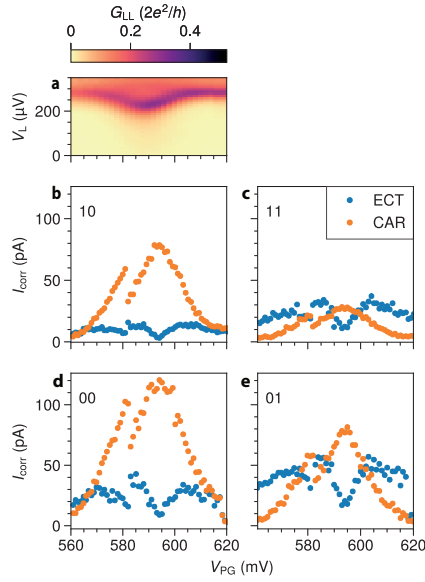 G_LL (2e²/h)
0 0.2 0.4
a
V_L (μV)
200
0
b
10
I_corr (pA)
100
50
0
c
11
ECT
CAR
d
00
I_corr (pA)
100
50
0
560 580 600 620
e
01
580 600 620
V_PG (mV)